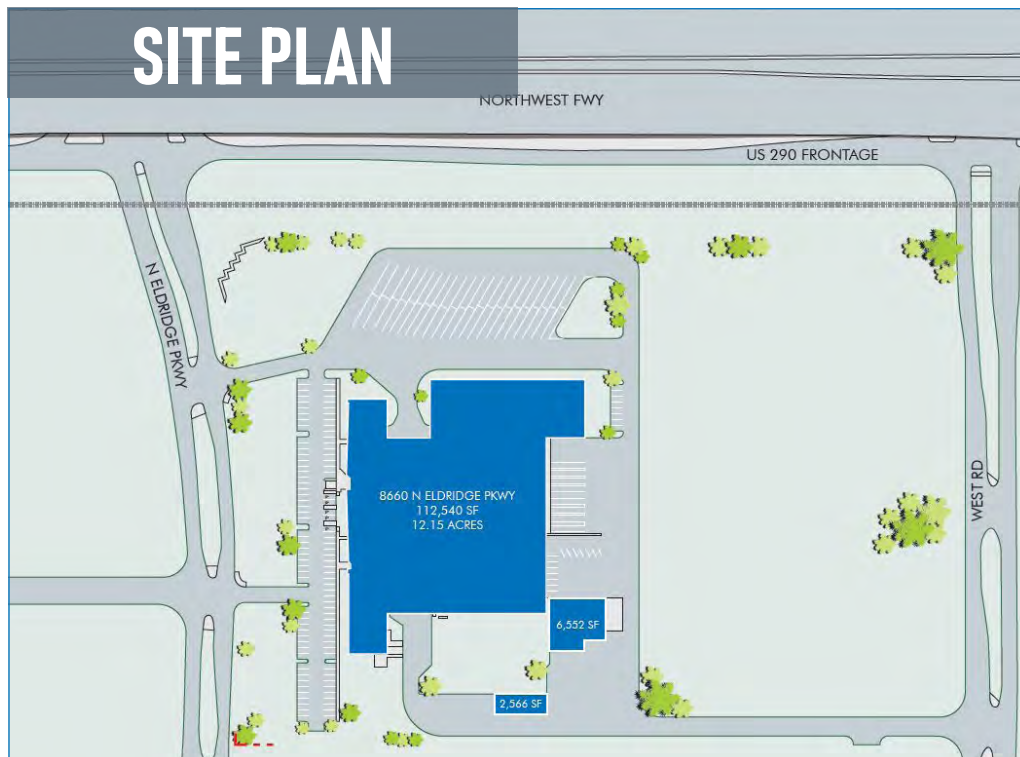 SITE PLAN
NORTHWEST FWY
US 290 FRONTAGE
N ELDRIDGE PKWY
WEST RD
8660 N ELDRIDGE PKWY
112,540 SF
12.15 ACRES
6,552 SF
2,566 SF